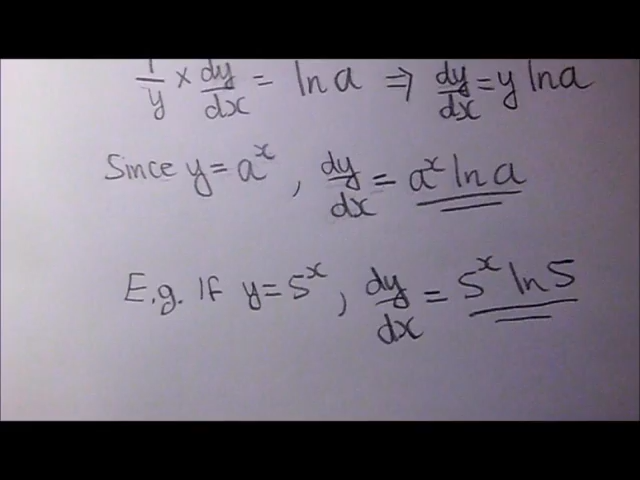 1/y × dy/dx = ln a ⇒ dy/dx = y ln a
Since y = a^x, dy/dx = a^x ln a
E.g. If y = 5^x, dy/dx = 5^x ln 5